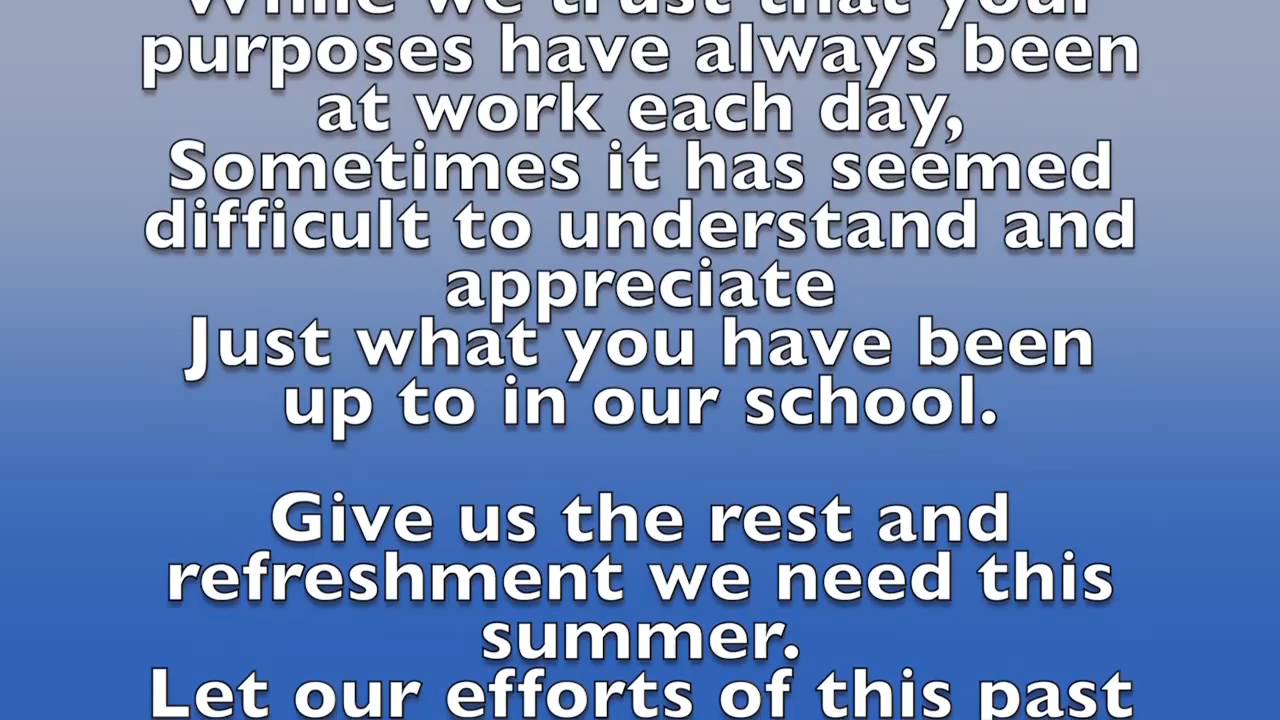 While we trust that your
purposes have always been
at work each day,
Sometimes it has seemed
difficult to understand and
appreciate
Just what you have been
up to in our school.
Give us the rest and
refreshment we need this
summer.
Let our efforts of this past